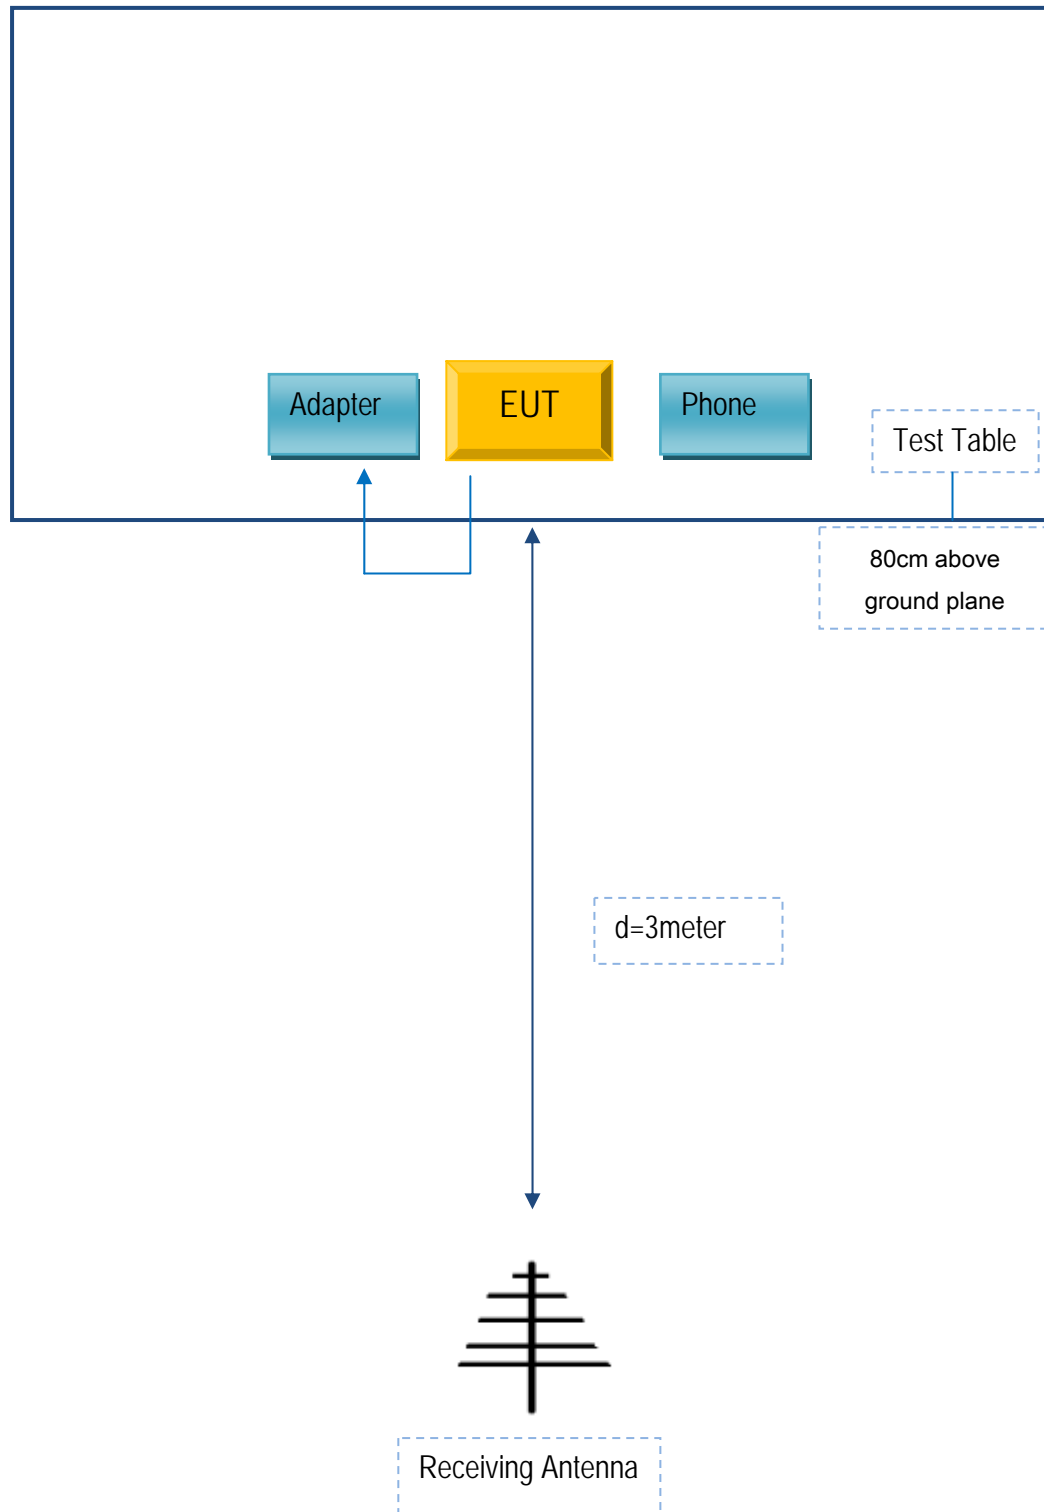 Adapter
EUT
Phone
Test Table
80cm above
ground plane
d=3meter
Receiving Antenna